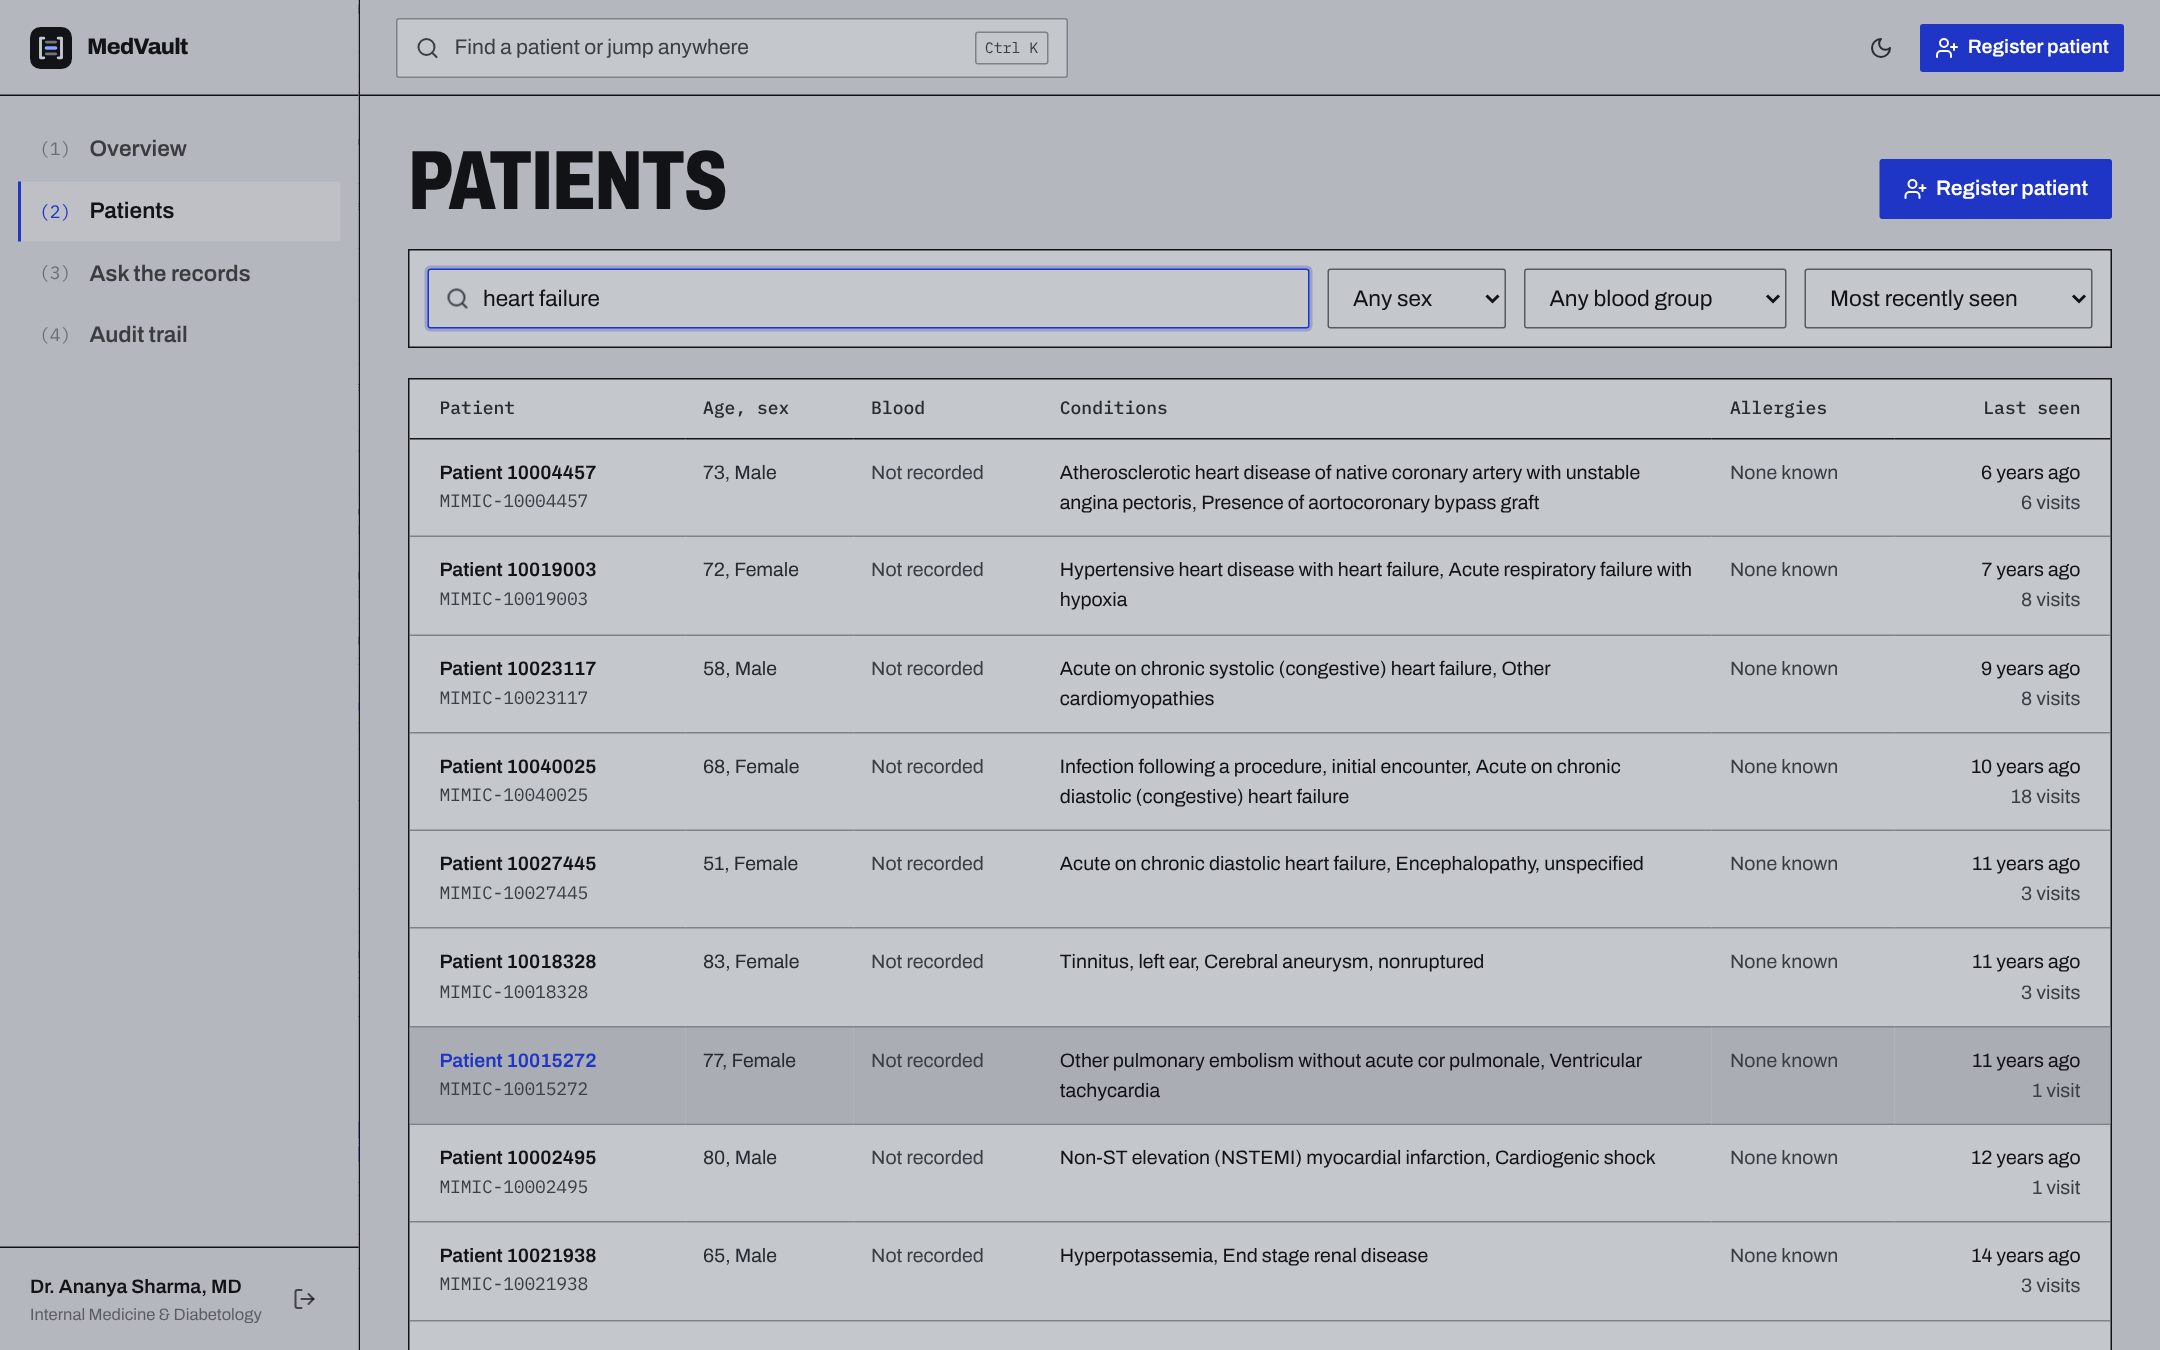 MedVault
Find a patient or jump anywhere
Ctrl K
Register patient
(1) Overview
(2) Patients
(3) Ask the records
(4) Audit trail
PATIENTS
Register patient
heart failure
Any sex
Any blood group
Most recently seen
Patient Age, sex Blood Conditions Allergies Last seen
Patient 10004457 73, Male Not recorded Atherosclerotic heart disease of native coronary artery with unstable None known 6 years ago
MIMIC-10004457 angina pectoris, Presence of aortocoronary bypass graft 6 visits
Patient 10019003 72, Female Not recorded Hypertensive heart disease with heart failure, Acute respiratory failure with None known 7 years ago
MIMIC-10019003 hypoxia 8 visits
Patient 10023117 58, Male Not recorded Acute on chronic systolic (congestive) heart failure, Other None known 9 years ago
MIMIC-10023117 cardiomyopathies 8 visits
Patient 10040025 68, Female Not recorded Infection following a procedure, initial encounter, Acute on chronic None known 10 years ago
MIMIC-10040025 diastolic (congestive) heart failure 18 visits
Patient 10027445 51, Female Not recorded Acute on chronic diastolic heart failure, Encephalopathy, unspecified None known 11 years ago
MIMIC-10027445 3 visits
Patient 10018328 83, Female Not recorded Tinnitus, left ear, Cerebral aneurysm, nonruptured None known 11 years ago
MIMIC-10018328 3 visits
Patient 10015272 77, Female Not recorded Other pulmonary embolism without acute cor pulmonale, Ventricular None known 11 years ago
MIMIC-10015272 tachycardia 1 visit
Patient 10002495 80, Male Not recorded Non-ST elevation (NSTEMI) myocardial infarction, Cardiogenic shock None known 12 years ago
MIMIC-10002495 1 visit
Patient 10021938 65, Male Not recorded Hyperpotassemia, End stage renal disease None known 14 years ago
MIMIC-10021938 3 visits
Dr. Ananya Sharma, MD
Internal Medicine & Diabetology